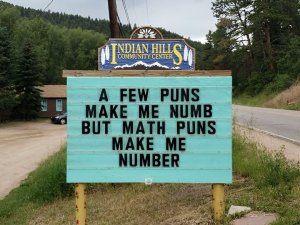 INDIAN HILLS
COMMUNITY CENTER
A FEW PUNS
MAKE ME NUMB
BUT MATH PUNS
MAKE ME
NUMBER